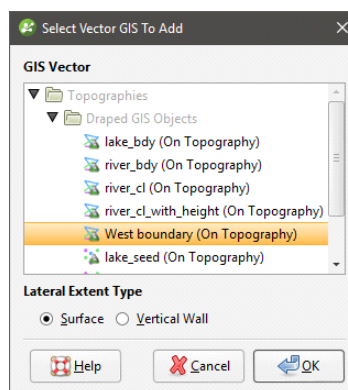 Select Vector GIS To Add
GIS Vector
Topographies
Draped GIS Objects
lake_bdy (On Topography)
river_bdy (On Topography)
river_cl (On Topography)
river_cl_with_height (On Topography)
West boundary (On Topography)
lake_seed (On Topography)
Lateral Extent Type
Surface Vertical Wall
Help Cancel OK